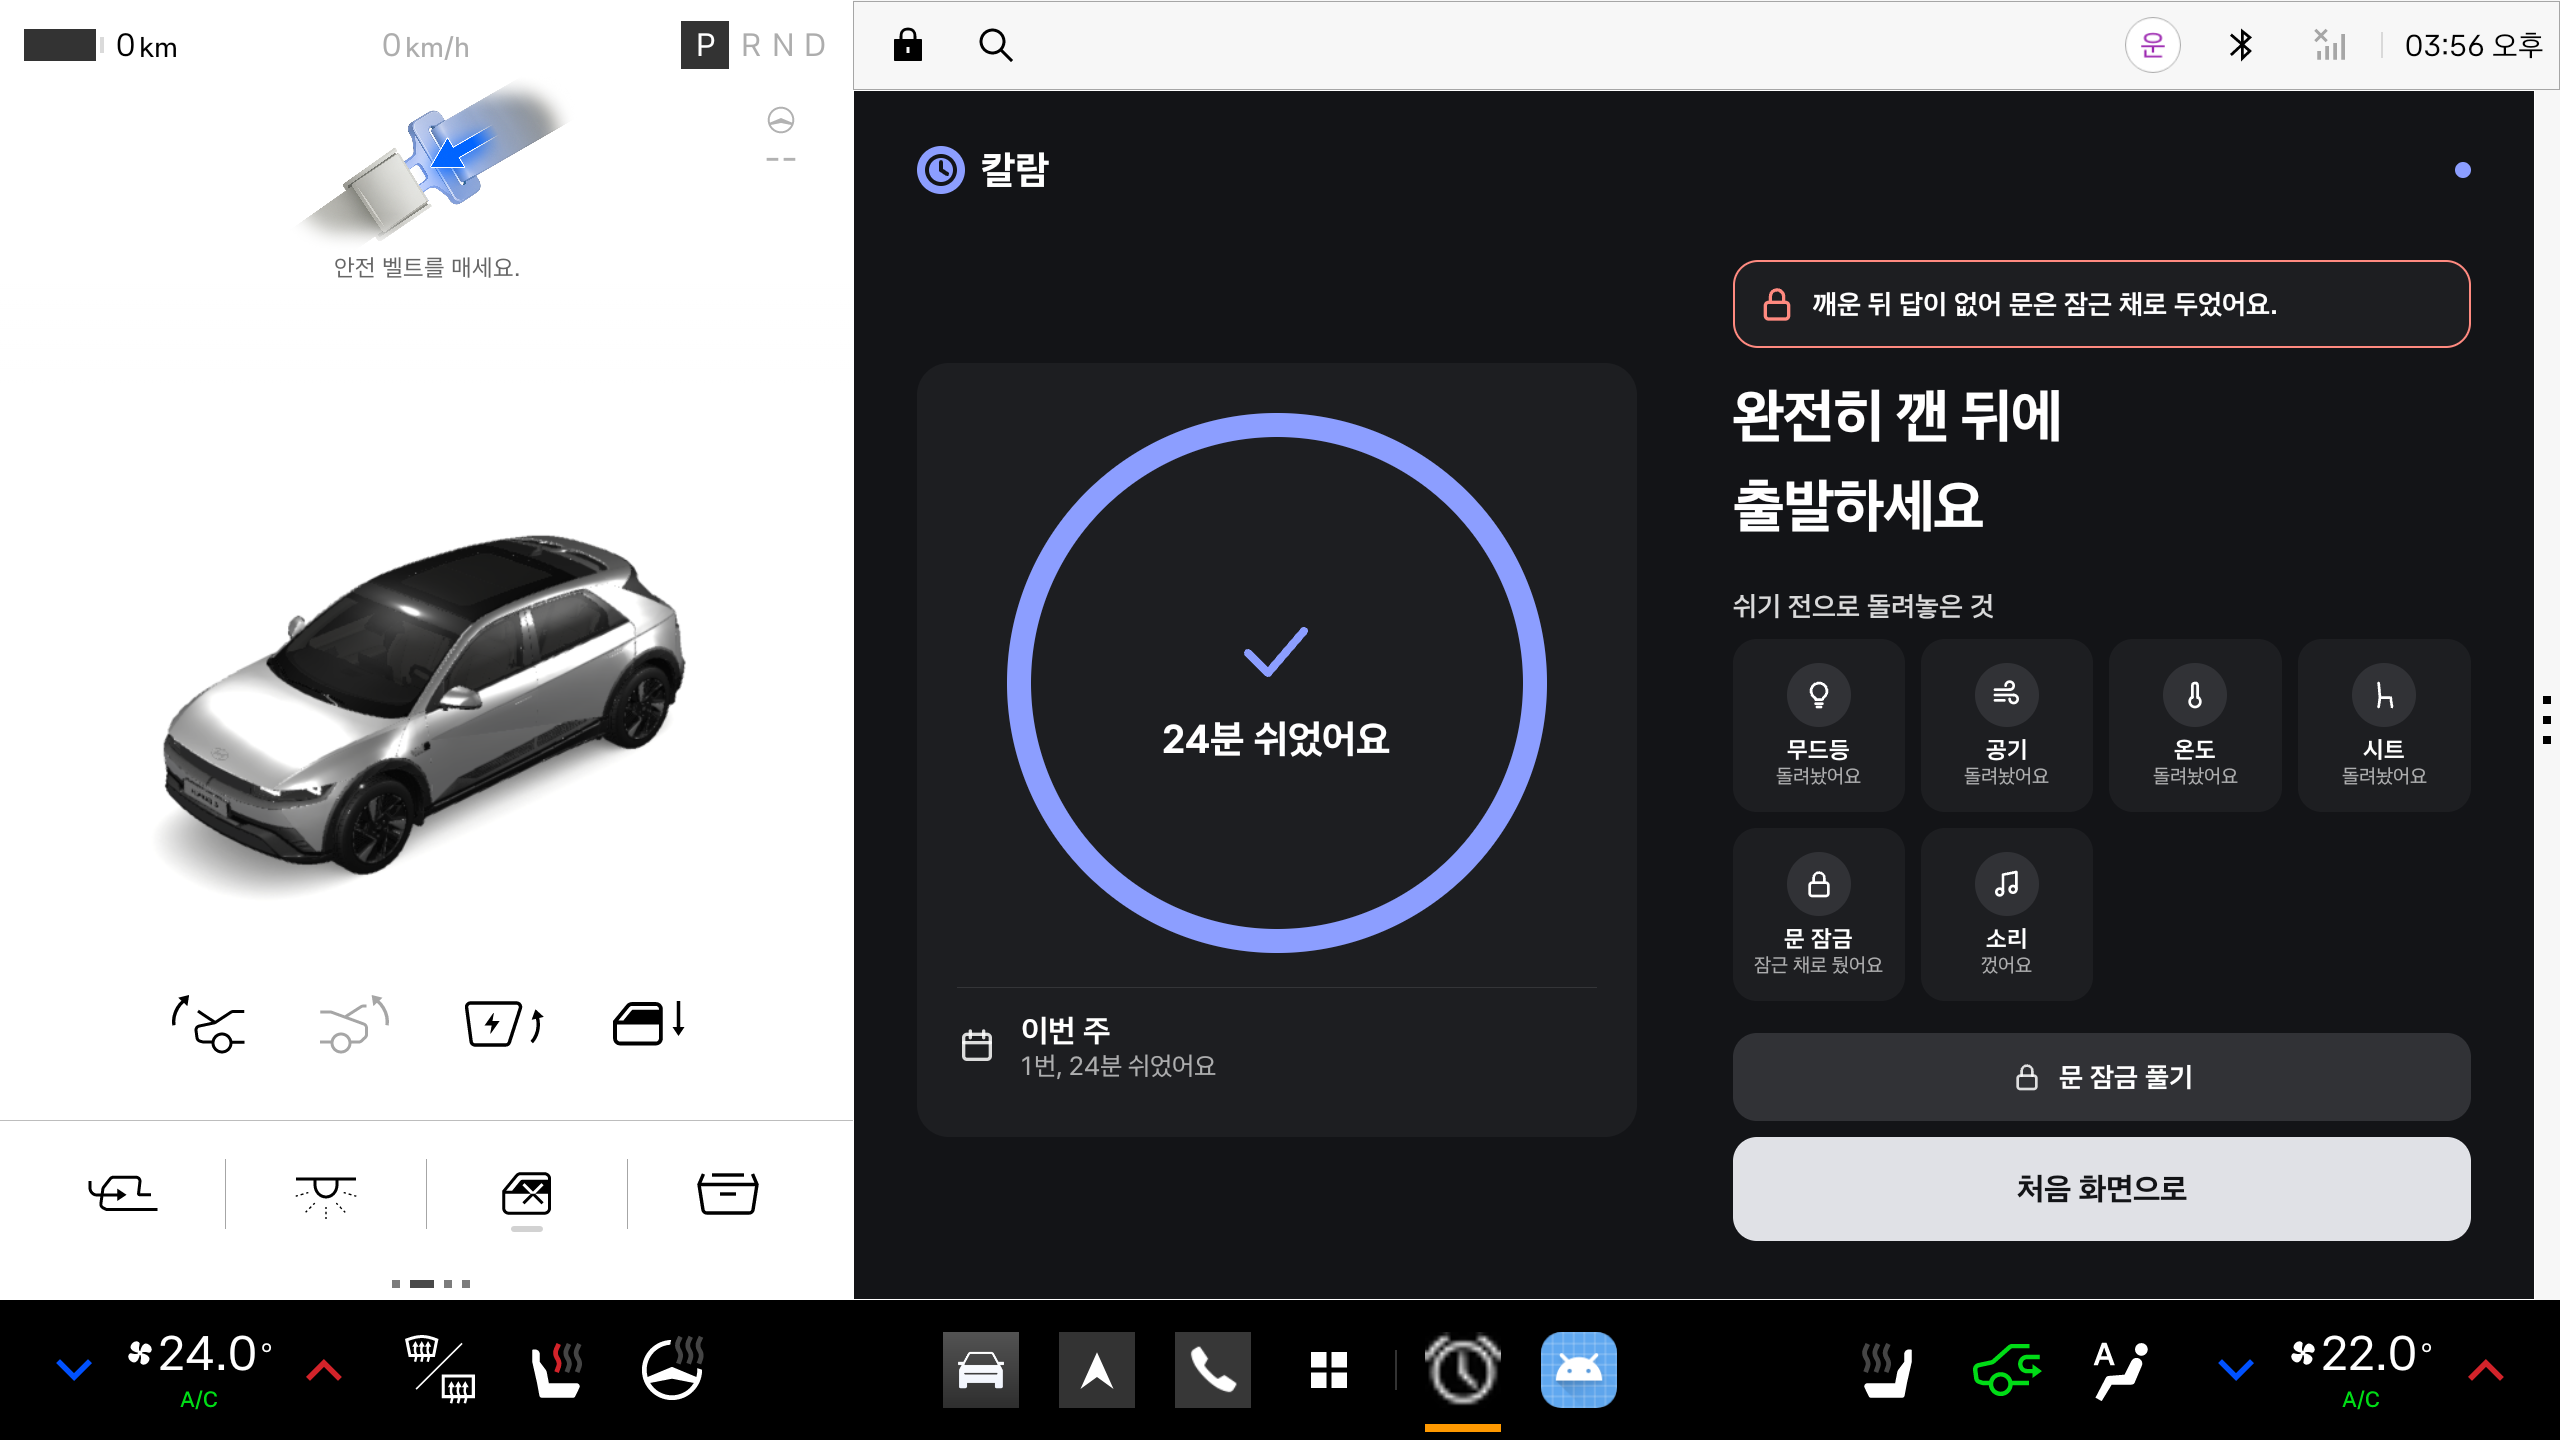 0 km
0 km/h
P R N D
안전 벨트를 매세요.
운
03:56 오후
칼람
깨운 뒤 답이 없어 문은 잠근 채로 두었어요.
완전히 깬 뒤에
출발하세요
24분 쉬었어요
이번 주
1번, 24분 쉬었어요
쉬기 전으로 돌려놓은 것
무드등
돌려놨어요
공기
돌려놨어요
온도
돌려놨어요
시트
돌려놨어요
문 잠금
잠근 채로 뒀어요
소리
껐어요
문 잠금 풀기
처음 화면으로
24.0°
A/C
A
22.0°
A/C